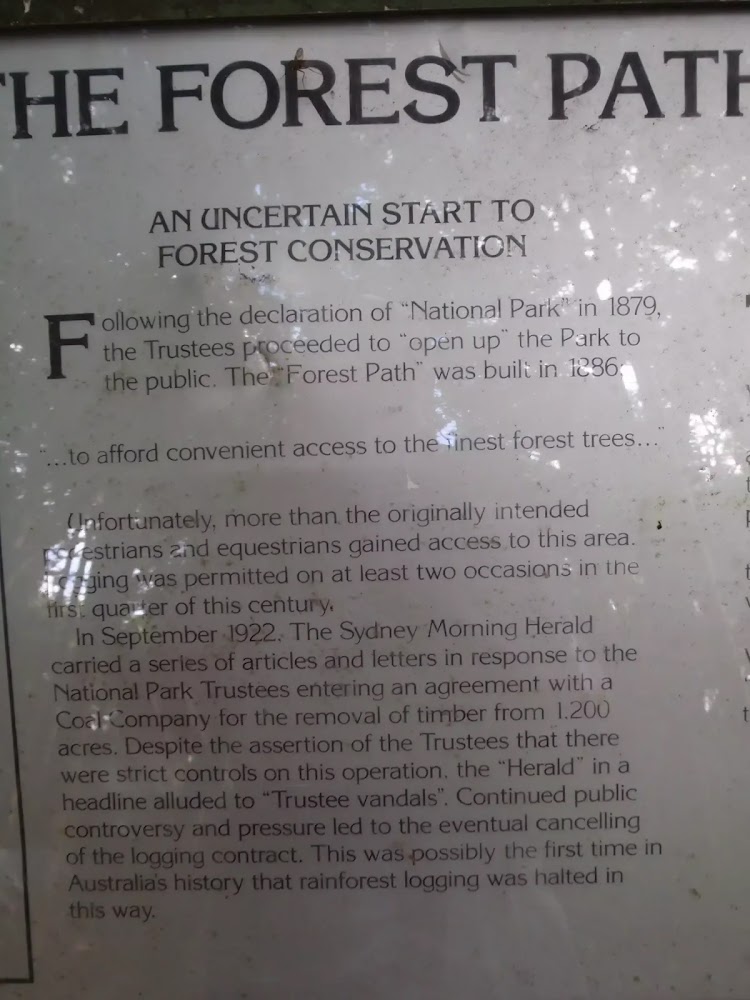 THE FOREST PATH
AN UNCERTAIN START TO
FOREST CONSERVATION
Following the declaration of "National Park" in 1879,
the Trustees proceeded to "open up" the Park to
the public. The "Forest Path" was built in 1886:
"...to afford convenient access to the finest forest trees..."
Unfortunately, more than the originally intended
pedestrians and equestrians gained access to this area.
Logging was permitted on at least two occasions in the
first quarter of this century.
In September 1922, The Sydney Morning Herald
carried a series of articles and letters in response to the
National Park Trustees entering an agreement with a
Coal Company for the removal of timber from 1.200
acres. Despite the assertion of the Trustees that there
were strict controls on this operation, the "Herald" in a
headline alluded to "Trustee vandals". Continued public
controversy and pressure led to the eventual cancelling
of the logging contract. This was possibly the first time in
Australia's history that rainforest logging was halted in
this way.